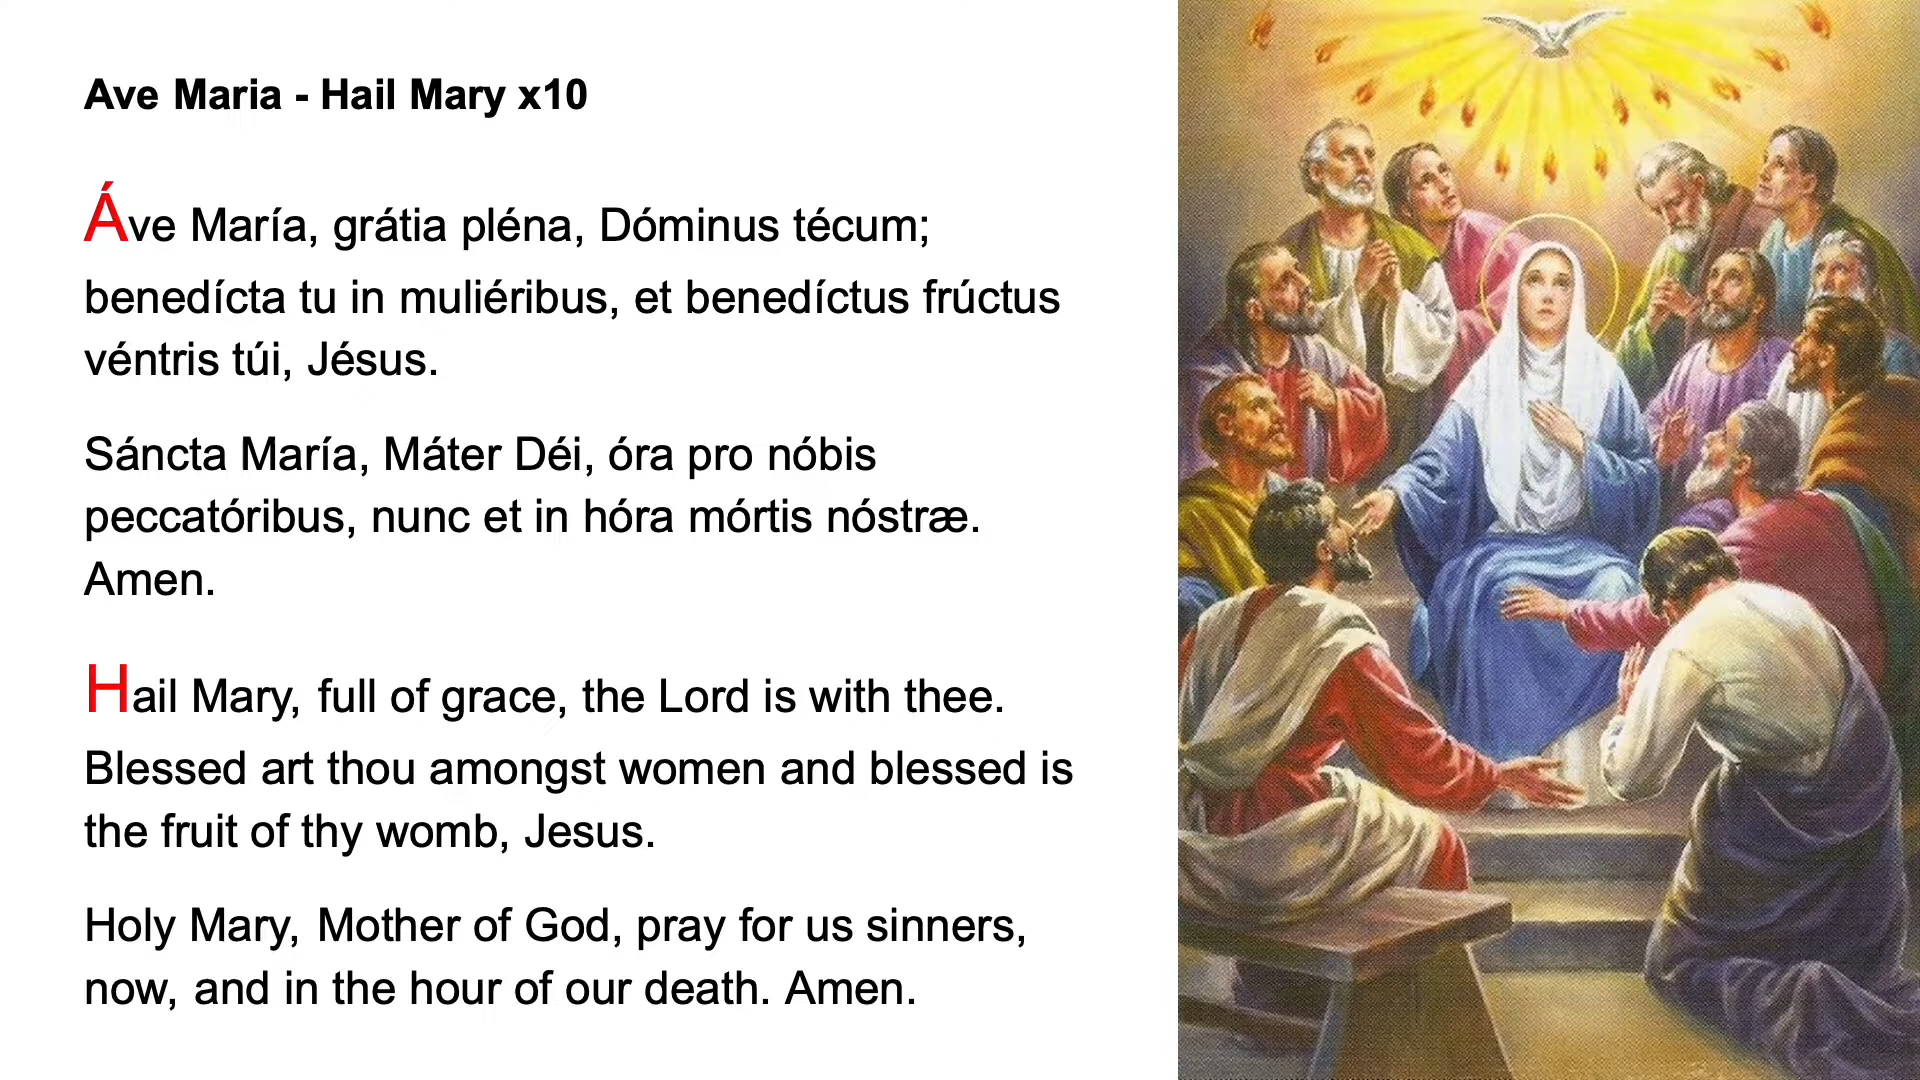 Ave Maria - Hail Mary x10
Áve María, grátia pléna, Dóminus técum;
benedícta tu in muliéribus, et benedíctus frúctus
véntris túi, Jésus.
Sáncta María, Máter Déi, óra pro nóbis
peccatóribus, nunc et in hóra mórtis nóstræ.
Amen.
Hail Mary, full of grace, the Lord is with thee.
Blessed art thou amongst women and blessed is
the fruit of thy womb, Jesus.
Holy Mary, Mother of God, pray for us sinners,
now, and in the hour of our death. Amen.